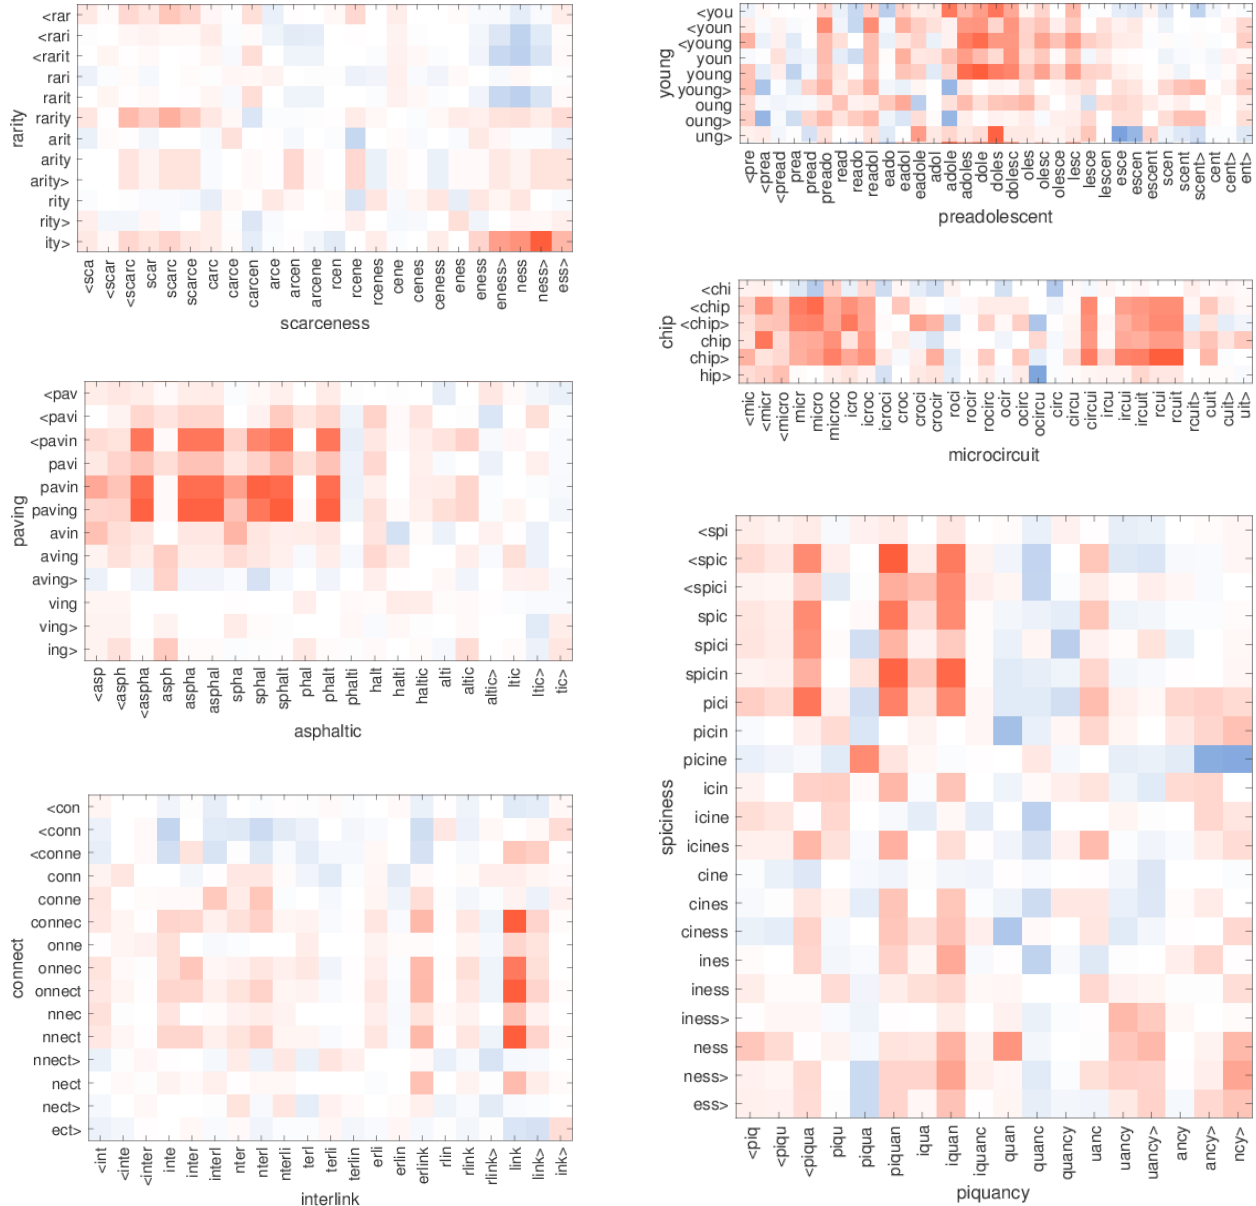 <rar
<rari
<rarit
rari
rarit
rarity
arit
arity
arity>
rity
rity>
ity>
rarity
<sca <scar <scarc scar scarc scarce carc carce carcen arce arcen arcene rcen rcene rcenes cene cenes ceness enes eness eness> ness ness> ess>
scarceness
<you
<youn
<young
youn
young
young>
oung
oung>
ung>
young
<pre <prea <pread prea pread preado read reado readol eado eadol eadole adol adole adoles dole doles dolesc oles olesc olesce lesc lesce lescen esce escen escent scen scent scent> cent cent> ent>
preadolescent
<chi
<chip
<chip>
chip
chip>
hip>
chip
<mic <micr <micro micr micro microc icro icroc icroci croc croci crocir roci rocir rocirc ocir ocirc ocircu circ circu circui ircu ircui ircuit rcui rcuit rcuit> cuit cuit> uit>
microcircuit
<pav
<pavi
<pavin
pavi
pavin
paving
avin
aving
aving>
ving
ving>
ing>
paving
<asp <asph <aspha asph aspha asphal spha sphal sphalt phal phalt phalti halt halti haltic alti altic altic> ltic ltic> tic>
asphaltic
<spi
<spic
<spici
spic
spici
spicin
pici
picin
picine
icin
icine
icines
cine
cines
ciness
ines
iness
iness>
ness
ness>
ess>
spiciness
<piq <piqu <piqua piqu piqua piquan iqua iquan iquanc quan quanc quancy uanc uancy uancy> ancy ancy> ncy>
piquancy
<con
<conn
<conne
conn
conne
connec
onne
onnec
onnect
nnec
nnect
nnect>
nect
nect>
ect>
connect
<int <inte <inter inte inter interl nter nterl nterli terl terli terlin erli erlin erlink rlin rlink rlink> link link> ink>
interlink